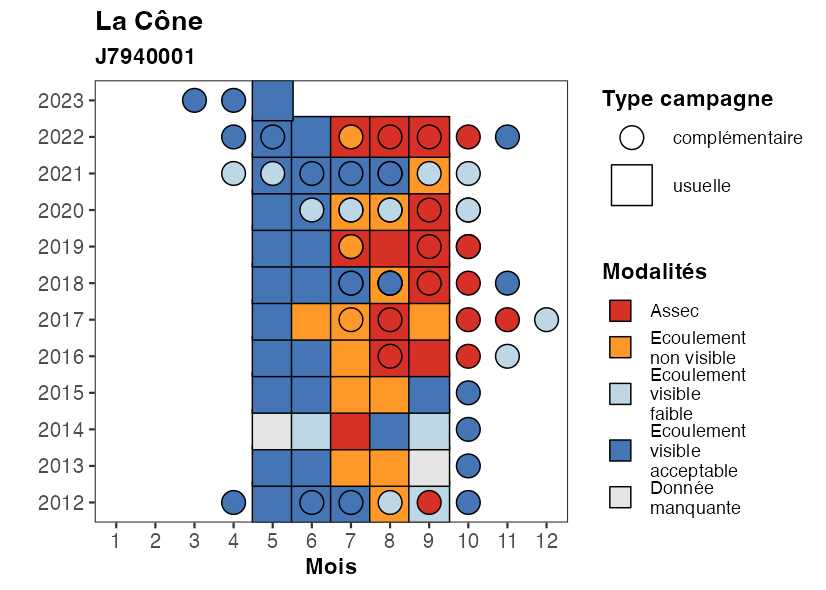 La Cône
J7940001
2023
2022
2021
2020
2019
2018
2017
2016
2015
2014
2013
2012
1 2 3 4 5 6 7 8 9 10 11 12
Mois
Type campagne
complémentaire
usuelle
Modalités
Assec
Ecoulement
non visible
Ecoulement
visible
faible
Ecoulement
visible
acceptable
Donnée
manquante